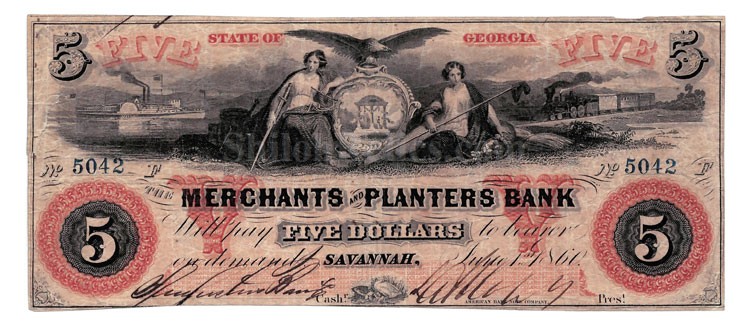 5 FIVE STATE OF GEORGIA FIVE 5
No 5042 No 5042
MERCHANTS AND PLANTERS BANK
5 Will pay FIVE DOLLARS to bearer 5
on demand SAVANNAH, 1860
Cash! AMERICAN BANK NOTE COMPANY. Pres!